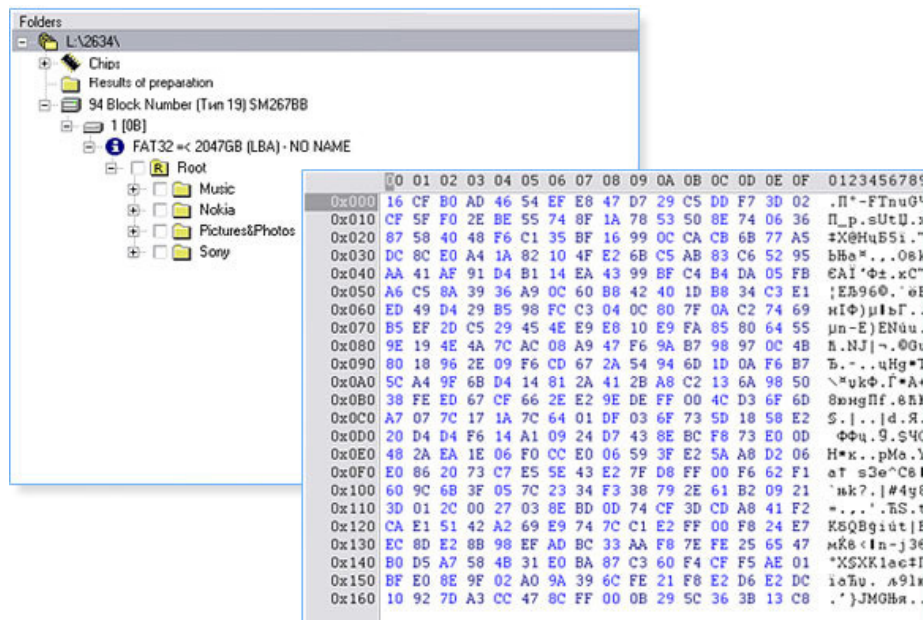 Folders
L:\2634\
Chips
Results of preparation
94 Block Number (Тип 19) SM267BB
1 [0B]
FAT32 =< 2047GB (LBA) - NO NAME
R Root
Music
Nokia
Pictures&Photos
Sony
00 01 02 03 04 05 06 07 08 09 0A 0B 0C 0D 0E 0F 0123456789
0x000 16 CF B0 AD 46 54 EF E8 47 D7 29 C5 DD F7 3D 02
0x010 CF 5F F0 2E BE 55 74 8F 1A 78 53 50 8E 74 06 36
0x020 87 58 40 48 F6 C1 35 BF 16 99 0C CA CB 6B 77 A5
0x030 DC 8C E0 A4 1A 82 10 4F E2 6B C5 AB 83 C6 52 95
0x040 AA 41 AF 91 D4 B1 14 EA 43 99 BF C4 B4 DA 05 FB
0x050 A6 C5 8A 39 36 A9 0C 60 B8 42 40 1D B8 34 C3 E1
0x060 ED 49 D4 29 B5 98 FC C3 04 0C 80 7F 0A C2 74 69
0x070 B5 EF 2D C5 29 45 4E E9 E8 10 E9 FA 85 80 64 55
0x080 9E 19 4E 4A 7C AC 08 A9 47 F6 9A B7 98 97 0C 4B
0x090 80 18 96 2E 09 F6 CD 67 2A 54 94 6D 1D 0A F6 B7
0x0A0 5C A4 9F 6B D4 14 81 2A 41 2B A8 C2 13 6A 98 50
0x0B0 38 FE ED 67 CF 66 2E E2 9E DE FF 00 4C D3 6F 6D
0x0C0 A7 07 7C 17 1A 7C 64 01 DF 03 6F 73 5D 18 58 E2
0x0D0 20 D4 D4 F6 14 A1 09 24 D7 43 8E BC F8 73 E0 0D
0x0E0 48 2A EA 1E 06 F0 CC E0 06 59 3F E2 5A A8 D2 06
0x0F0 E0 86 20 73 C7 E5 5E 43 E2 7F D8 FF 00 F6 62 F1
0x100 60 9C 6B 3F 05 7C 23 34 F3 38 79 2E 61 B2 09 21
0x110 3D 01 2C 00 27 03 8E BD 0D 74 CF 3D CD A8 41 F2
0x120 CA E1 51 42 A2 69 E9 74 7C C1 E2 FF 00 F8 24 E7
0x130 EC 8D E2 8B 98 EF AD BC 33 AA F8 7E FE 25 65 47
0x140 B0 D5 A7 58 4B 31 E0 BA 87 C3 60 F4 CF F5 AE 01
0x150 BF E0 8E 9F 02 A0 9A 39 6C FE 21 F8 E2 D6 E2 DC
0x160 10 92 7D A3 CC 47 8C FF 00 0B 29 5C 36 3B 13 C8